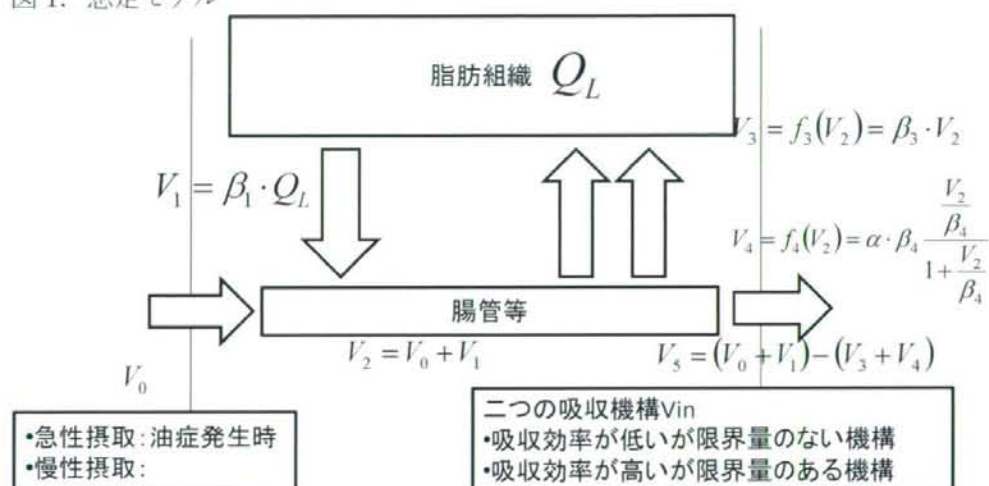 脂肪組織 Q_L
V_3 = f_3(V_2) = β_3・V_2
V_1 = β_1・Q_L
V_4 = f_4(V_2) = α・β_4 (V_2/β_4)/(1+V_2/β_4)
腸管等
V_2 = V_0 + V_1
V_5 = (V_0 + V_1) − (V_3 + V_4)
V_0
•急性摂取:油症発生時
•慢性摂取:
二つの吸収機構Vin
•吸収効率が低いが限界量のない機構
•吸収効率が高いが限界量のある機構